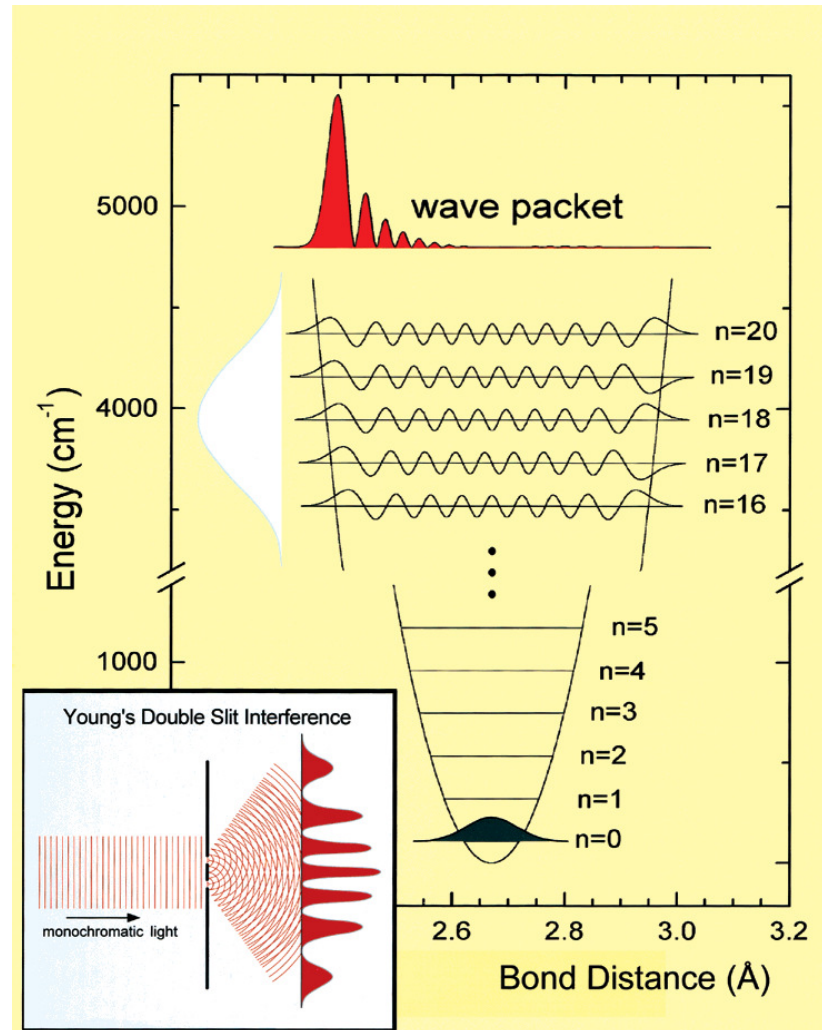 wave packet
5000
4000
1000
Energy (cm-1)
n=20
n=19
n=18
n=17
n=16
n=5
n=4
n=3
n=2
n=1
n=0
Young's Double Slit Interference
monochromatic light
2.6
2.8
3.0
3.2
Bond Distance (Å)